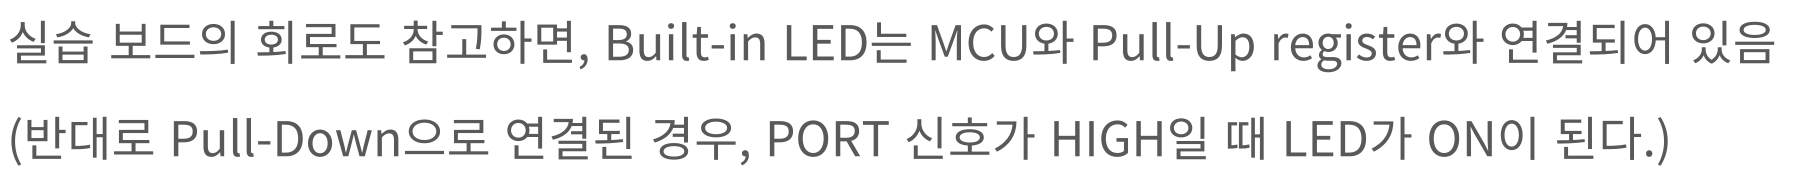 실습 보드의 회로도 참고하면, Built-in LED는 MCU와 Pull-Up register와 연결되어 있음
(반대로 Pull-Down으로 연결된 경우, PORT 신호가 HIGH일 때 LED가 ON이 된다.)